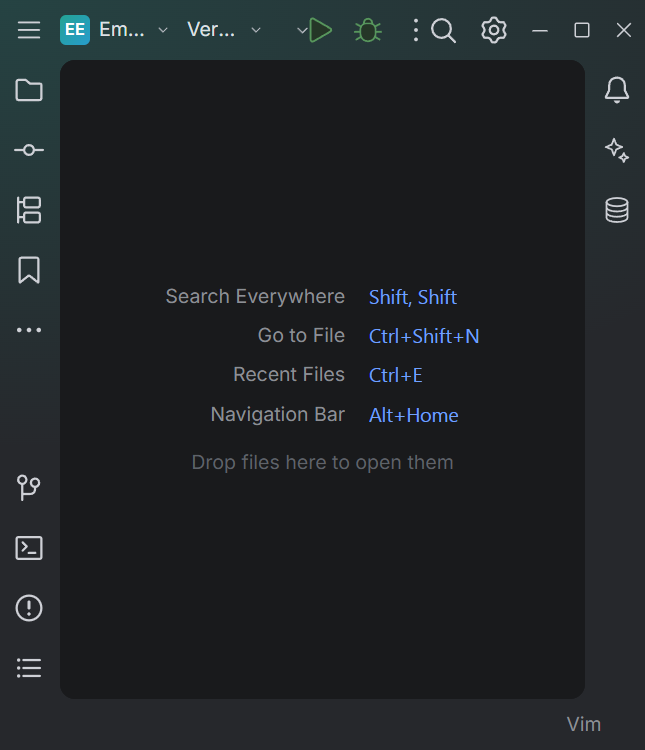 EE Em... Ver...
Search Everywhere Shift, Shift
Go to File Ctrl+Shift+N
Recent Files Ctrl+E
Navigation Bar Alt+Home
Drop files here to open them
Vim